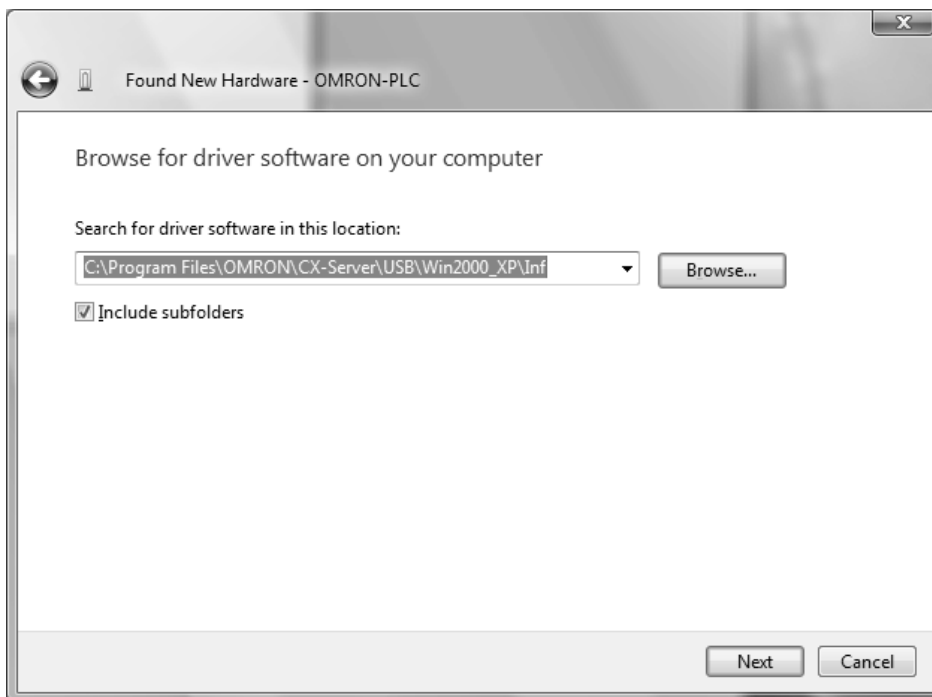 Found New Hardware - OMRON-PLC
Browse for driver software on your computer
Search for driver software in this location:
C:\Program Files\OMRON\CX-Server\USB\Win2000_XP\Inf
Browse...
Include subfolders
Next
Cancel